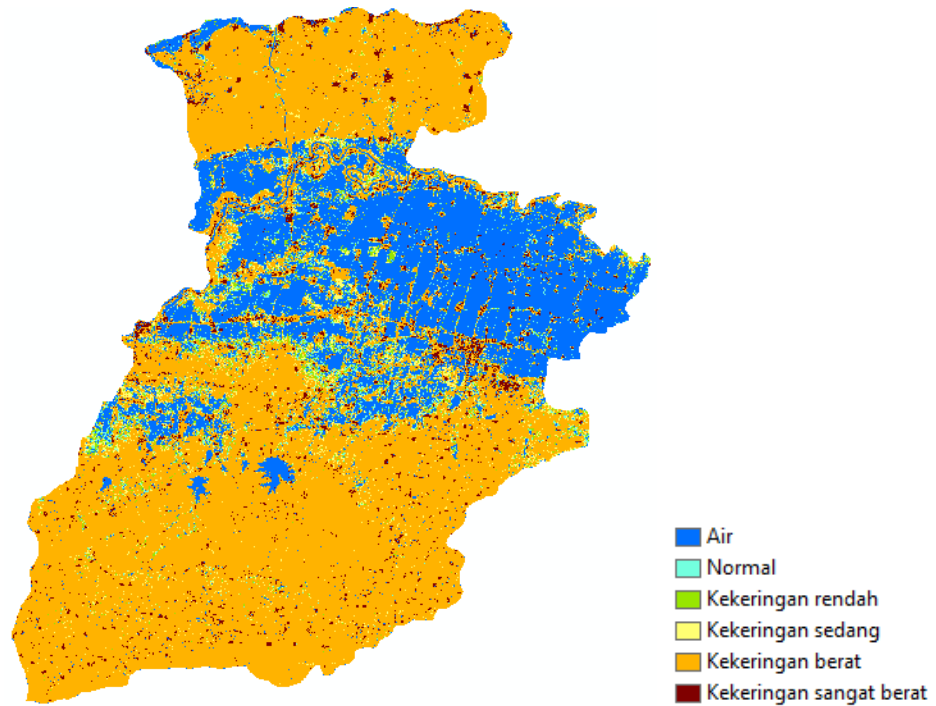 Air
Normal
Kekeringan rendah
Kekeringan sedang
Kekeringan berat
Kekeringan sangat berat